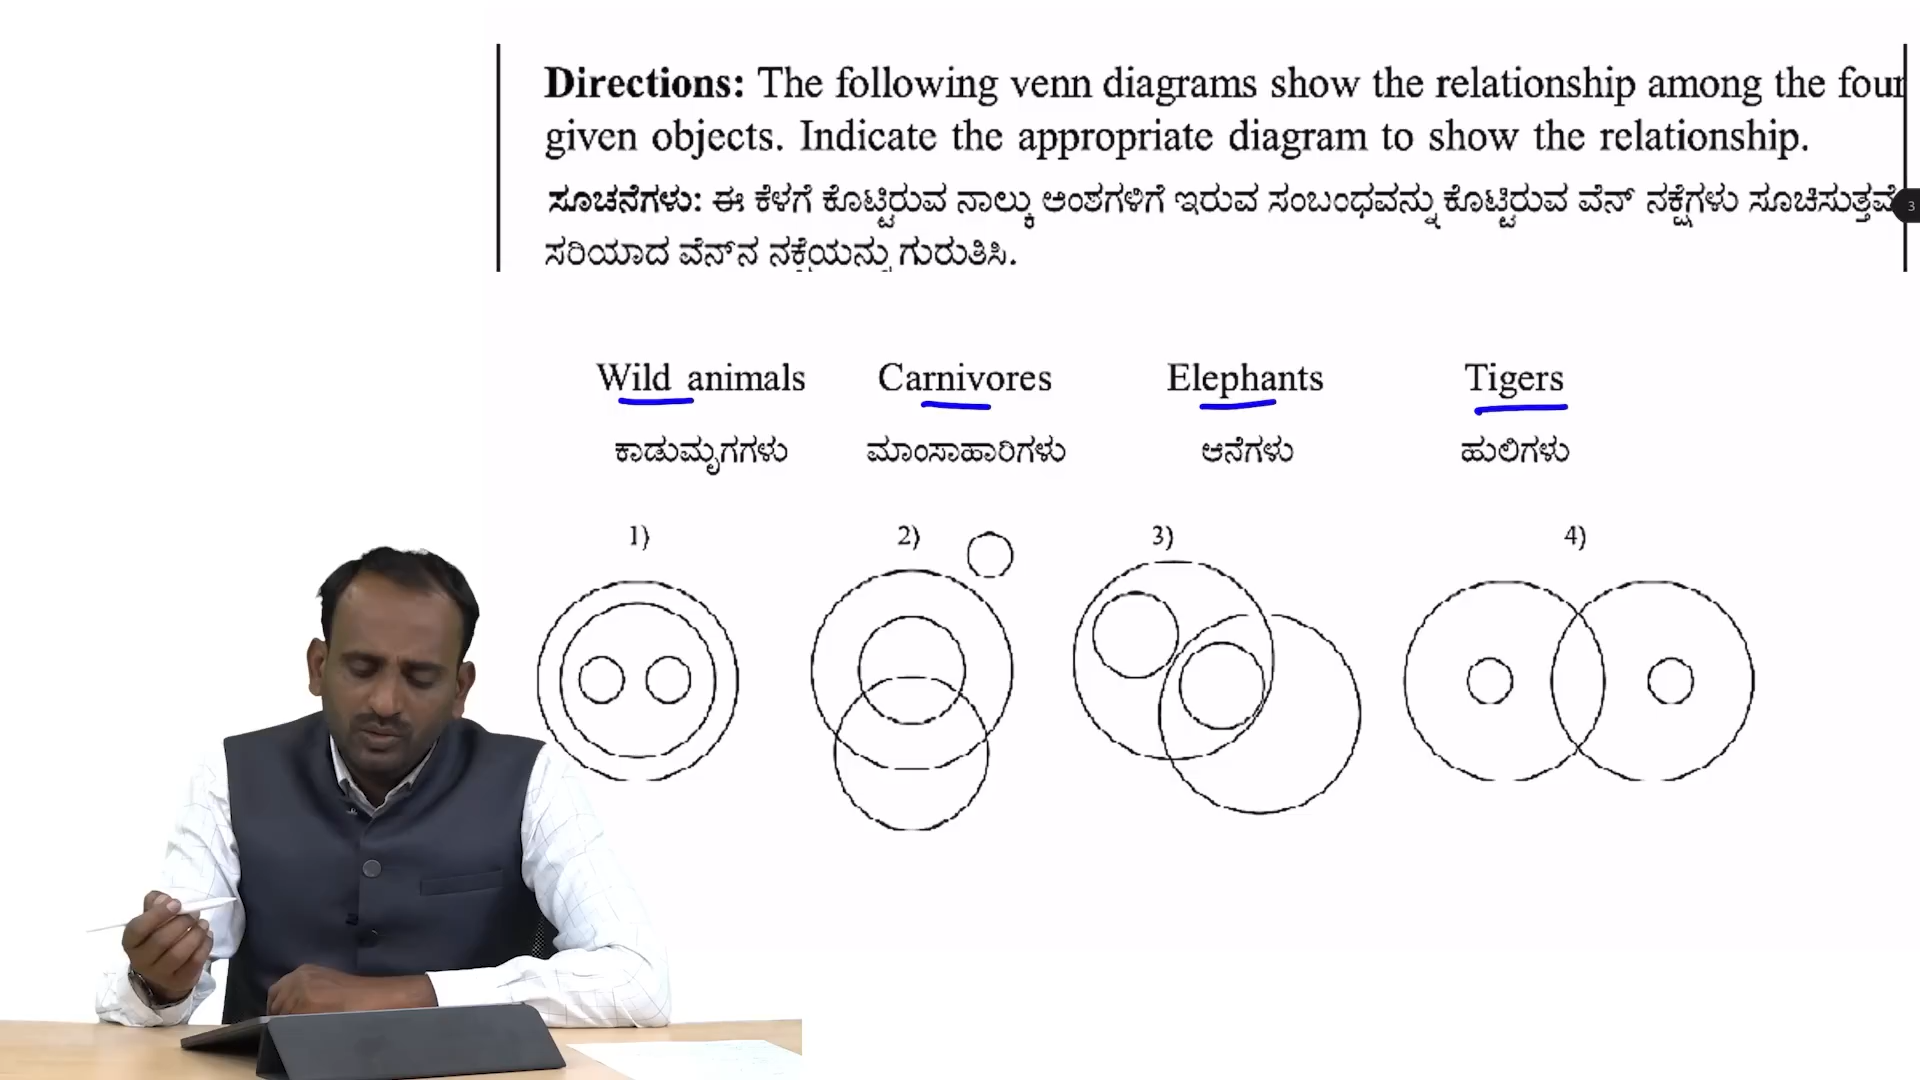 Directions: The following venn diagrams show the relationship among the four
given objects. Indicate the appropriate diagram to show the relationship.
ಸೂಚನೆಗಳು: ಈ ಕೆಳಗೆ ಕೊಟ್ಟಿರುವ ನಾಲ್ಕು ಅಂಶಗಳಿಗೆ ಇರುವ ಸಂಬಂಧವನ್ನು ಕೊಟ್ಟಿರುವ ವೆನ್ ನಕ್ಷೆಗಳು ಸೂಚಿಸುತ್ತವೆ
3
ಸರಿಯಾದ ವೆನ್‌ನ ನಕ್ಷೆಯನ್ನು ಗುರುತಿಸಿ.
Wild animals Carnivores Elephants Tigers
ಕಾಡುಮೃಗಗಳು ಮಾಂಸಾಹಾರಿಗಳು ಆನೆಗಳು ಹುಲಿಗಳು
1) 2) 3) 4)